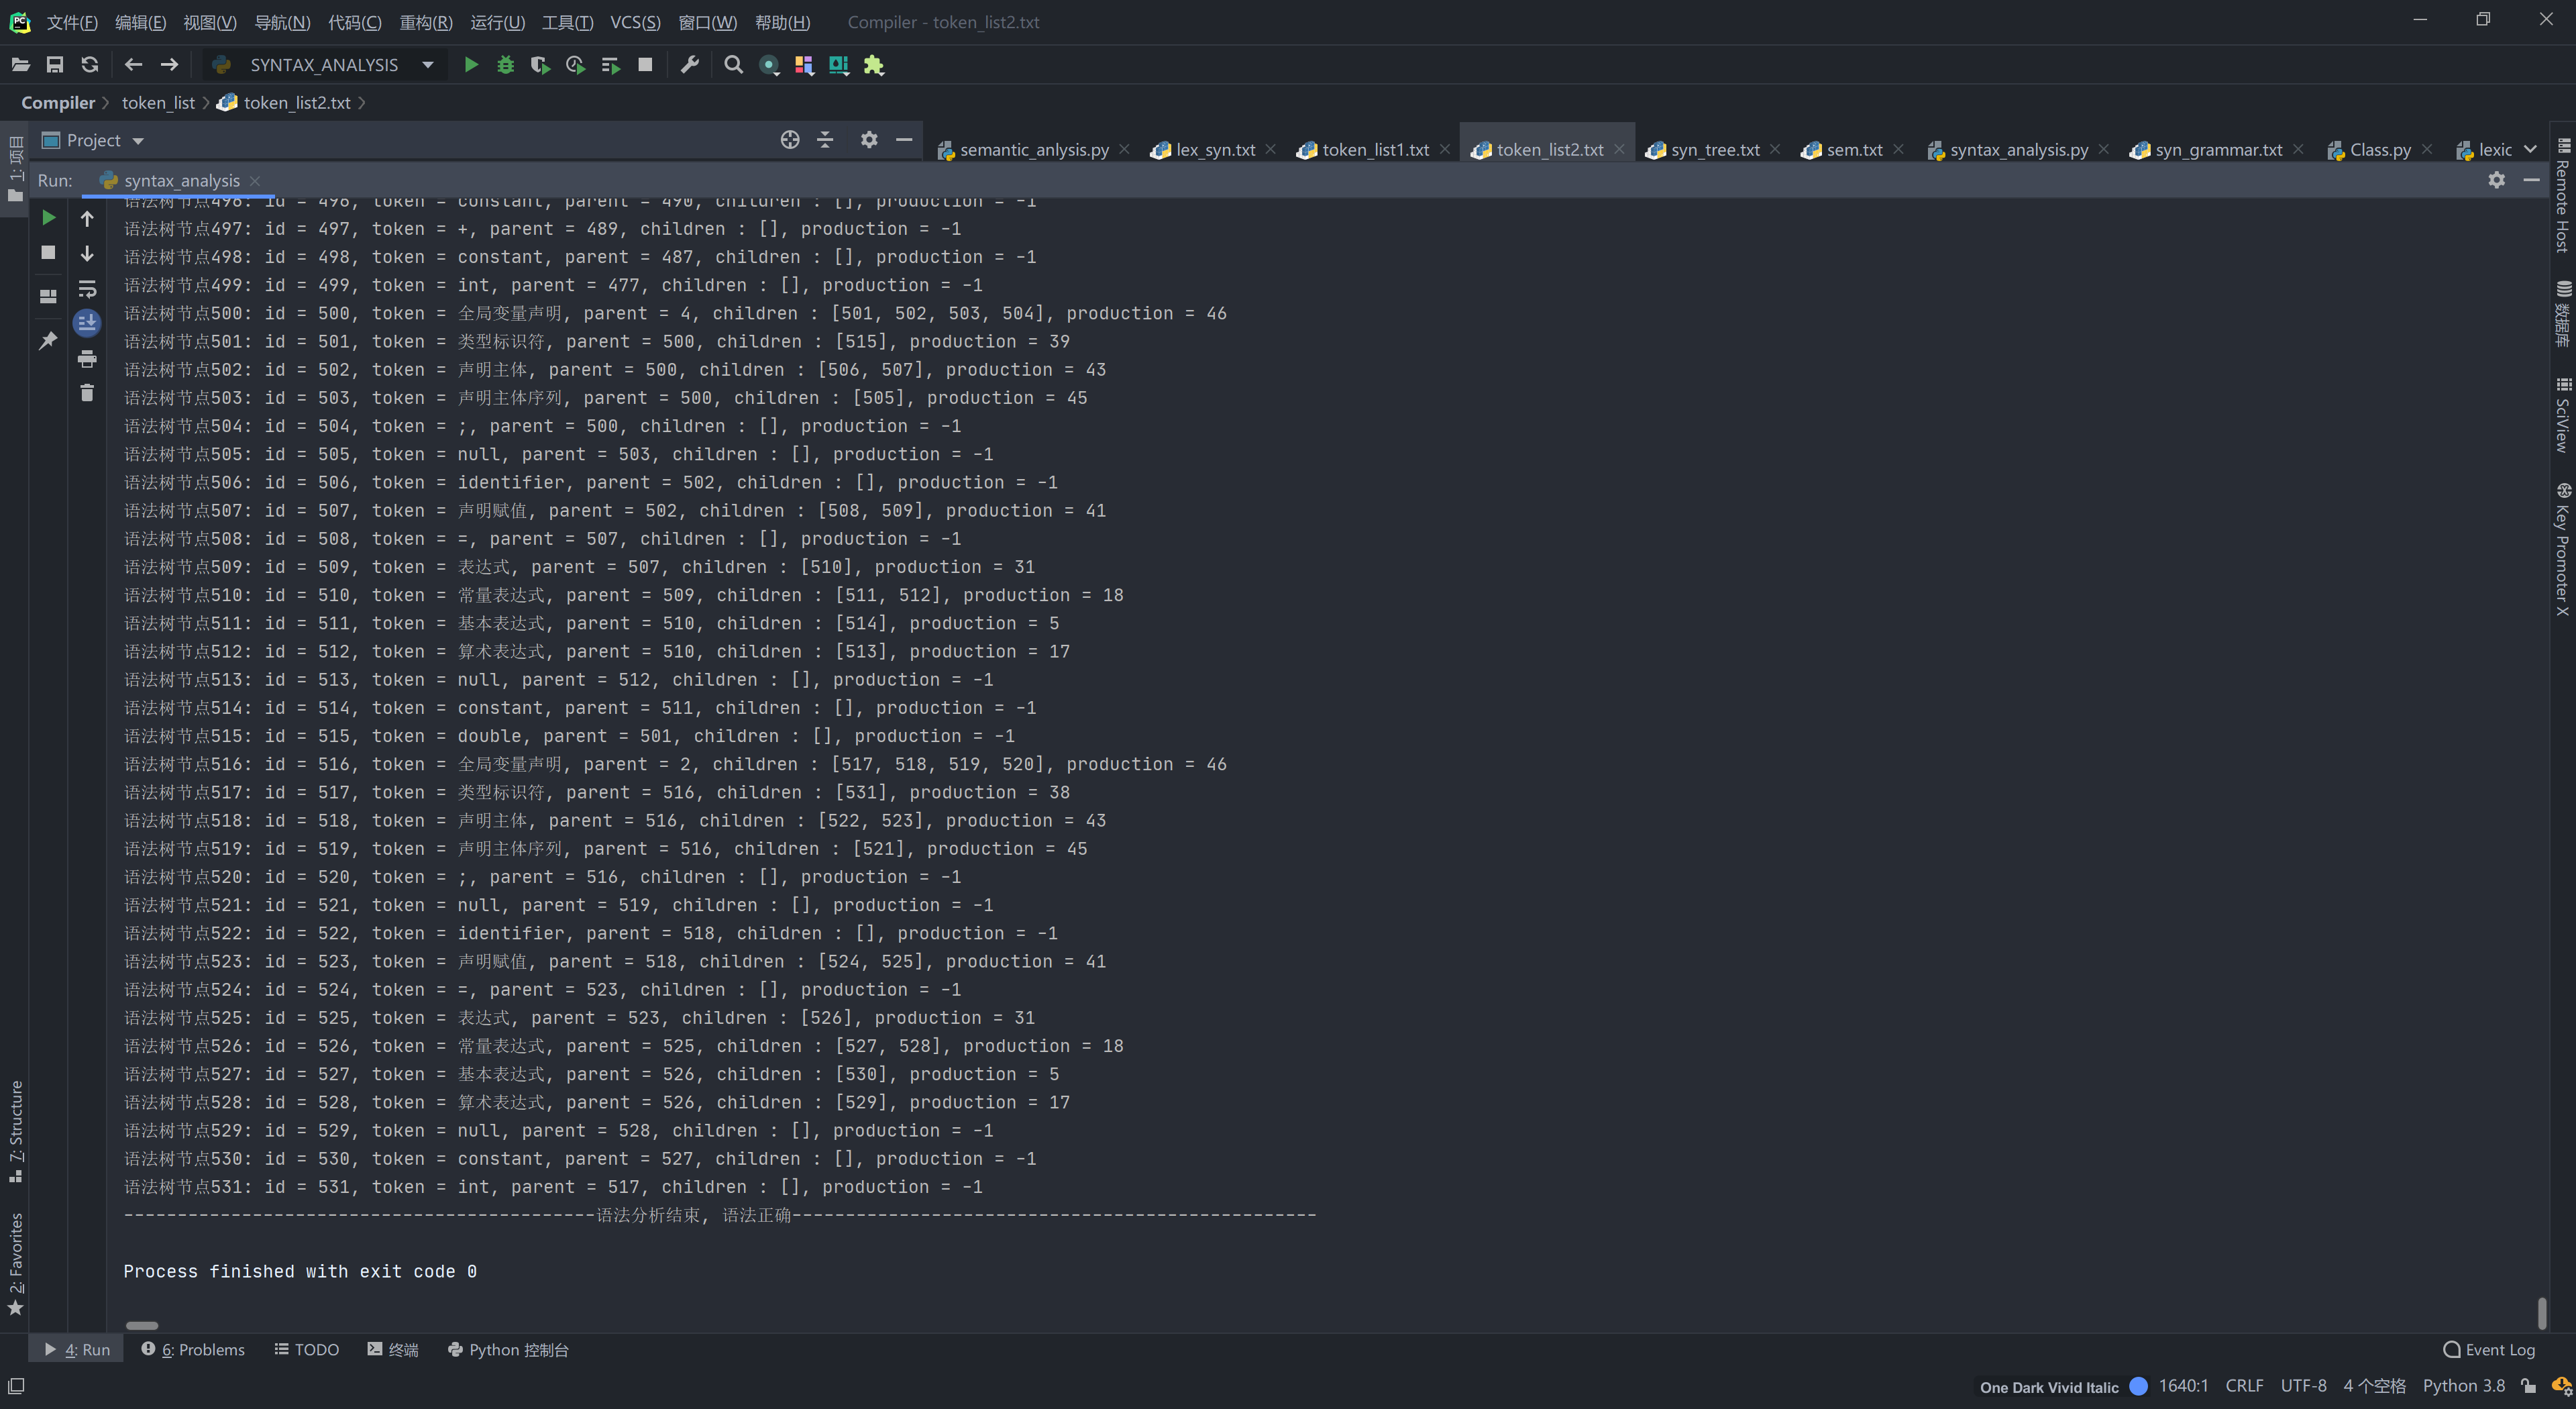 文件(F) 编辑(E) 视图(V) 导航(N) 代码(C) 重构(R) 运行(U) 工具(T) VCS(S) 窗口(W) 帮助(H) Compiler - token_list2.txt
SYNTAX_ANALYSIS
Compiler token_list token_list2.txt
Project semantic_anlysis.py lex_syn.txt token_list1.txt token_list2.txt syn_tree.txt sem.txt syntax_analysis.py syn_grammar.txt Class.py lexic
Run: syntax_analysis
语法树节点496: id = 496, token = constant, parent = 490, children : [], production = -1
语法树节点497: id = 497, token = +, parent = 489, children : [], production = -1
语法树节点498: id = 498, token = constant, parent = 487, children : [], production = -1
语法树节点499: id = 499, token = int, parent = 477, children : [], production = -1
语法树节点500: id = 500, token = 全局变量声明, parent = 4, children : [501, 502, 503, 504], production = 46
语法树节点501: id = 501, token = 类型标识符, parent = 500, children : [515], production = 39
语法树节点502: id = 502, token = 声明主体, parent = 500, children : [506, 507], production = 43
语法树节点503: id = 503, token = 声明主体序列, parent = 500, children : [505], production = 45
语法树节点504: id = 504, token = ;, parent = 500, children : [], production = -1
语法树节点505: id = 505, token = null, parent = 503, children : [], production = -1
语法树节点506: id = 506, token = identifier, parent = 502, children : [], production = -1
语法树节点507: id = 507, token = 声明赋值, parent = 502, children : [508, 509], production = 41
语法树节点508: id = 508, token = =, parent = 507, children : [], production = -1
语法树节点509: id = 509, token = 表达式, parent = 507, children : [510], production = 31
语法树节点510: id = 510, token = 常量表达式, parent = 509, children : [511, 512], production = 18
语法树节点511: id = 511, token = 基本表达式, parent = 510, children : [514], production = 5
语法树节点512: id = 512, token = 算术表达式, parent = 510, children : [513], production = 17
语法树节点513: id = 513, token = null, parent = 512, children : [], production = -1
语法树节点514: id = 514, token = constant, parent = 511, children : [], production = -1
语法树节点515: id = 515, token = double, parent = 501, children : [], production = -1
语法树节点516: id = 516, token = 全局变量声明, parent = 2, children : [517, 518, 519, 520], production = 46
语法树节点517: id = 517, token = 类型标识符, parent = 516, children : [531], production = 38
语法树节点518: id = 518, token = 声明主体, parent = 516, children : [522, 523], production = 43
语法树节点519: id = 519, token = 声明主体序列, parent = 516, children : [521], production = 45
语法树节点520: id = 520, token = ;, parent = 516, children : [], production = -1
语法树节点521: id = 521, token = null, parent = 519, children : [], production = -1
语法树节点522: id = 522, token = identifier, parent = 518, children : [], production = -1
语法树节点523: id = 523, token = 声明赋值, parent = 518, children : [524, 525], production = 41
语法树节点524: id = 524, token = =, parent = 523, children : [], production = -1
语法树节点525: id = 525, token = 表达式, parent = 523, children : [526], production = 31
语法树节点526: id = 526, token = 常量表达式, parent = 525, children : [527, 528], production = 18
语法树节点527: id = 527, token = 基本表达式, parent = 526, children : [530], production = 5
语法树节点528: id = 528, token = 算术表达式, parent = 526, children : [529], production = 17
语法树节点529: id = 529, token = null, parent = 528, children : [], production = -1
语法树节点530: id = 530, token = constant, parent = 527, children : [], production = -1
语法树节点531: id = 531, token = int, parent = 517, children : [], production = -1
--------------------------------------------语法分析结束, 语法正确-------------------------------------------------
Process finished with exit code 0
1: 项目
7: Structure
2: Favorites
Remote Host
数据库
SciView
Key Promoter X
4: Run 6: Problems TODO 终端 Python 控制台 Event Log
One Dark Vivid Italic 1640:1 CRLF UTF-8 4 个空格 Python 3.8